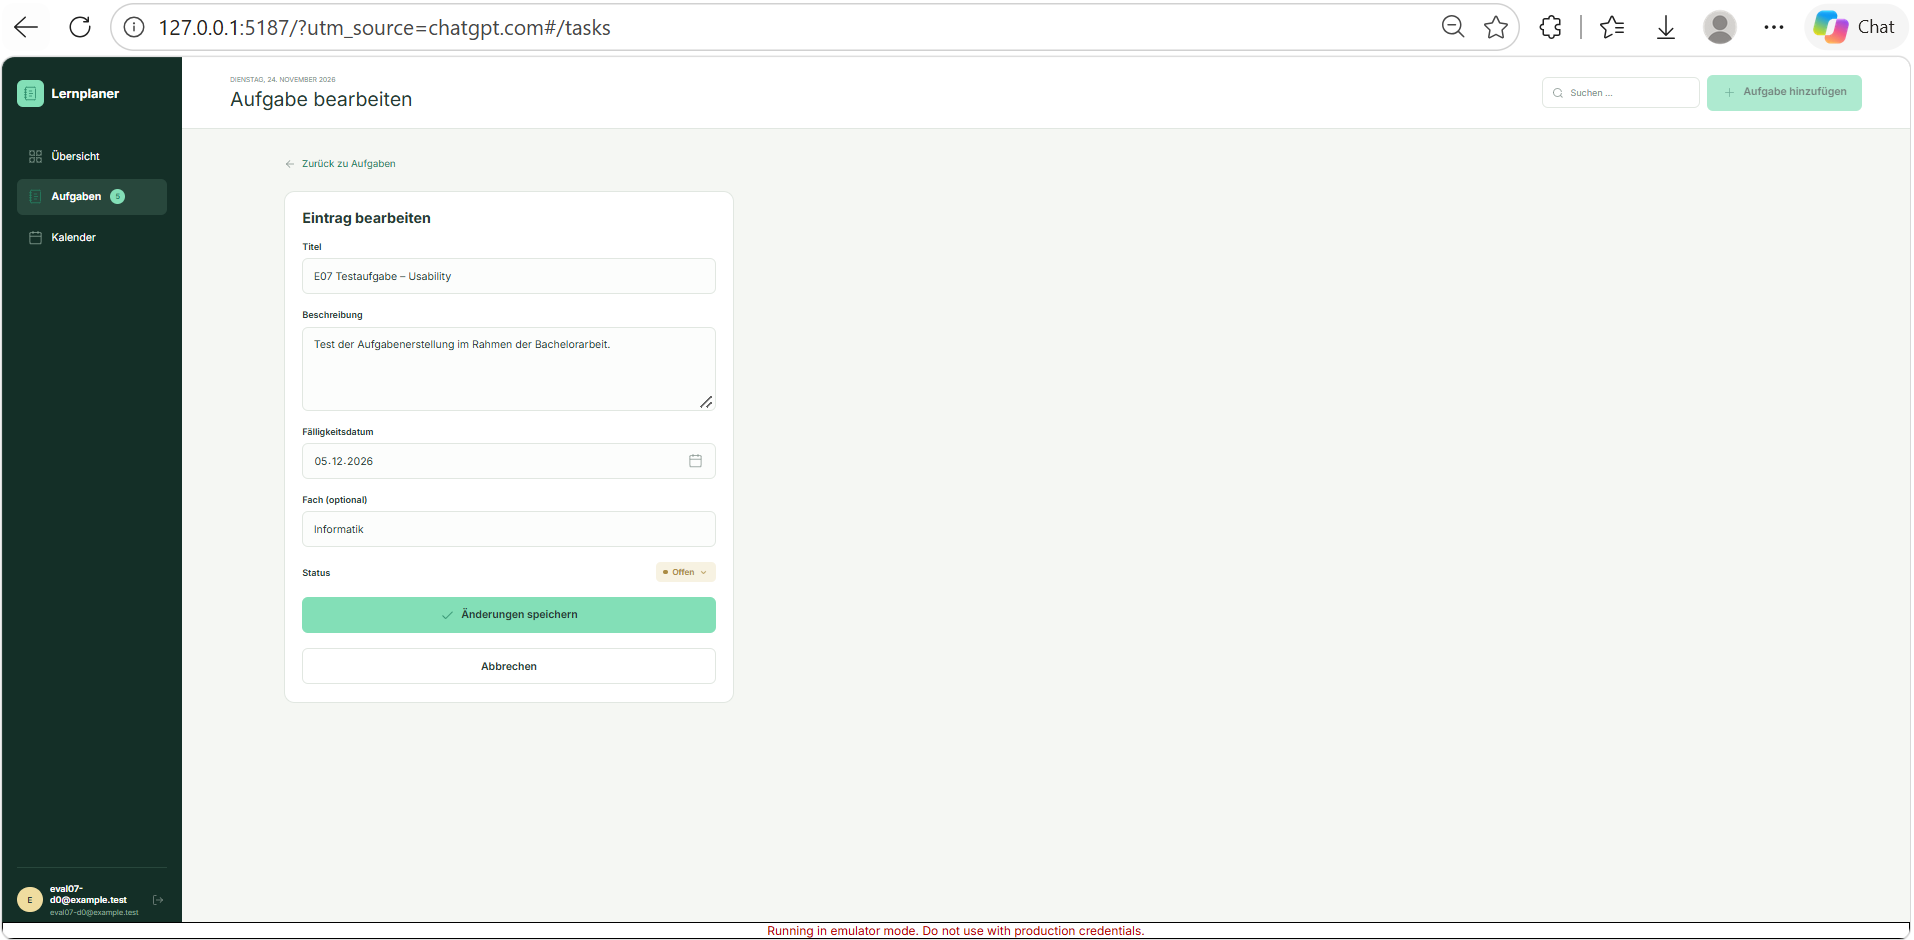 127.0.0.1:5187/?utm_source=chatgpt.com#/tasks
Chat
Lernplaner
Übersicht
Aufgaben 5
Kalender
DIENSTAG, 24. NOVEMBER 2026
Aufgabe bearbeiten
Suchen ...
Aufgabe hinzufügen
Zurück zu Aufgaben
Eintrag bearbeiten
Titel
E07 Testaufgabe – Usability
Beschreibung
Test der Aufgabenerstellung im Rahmen der Bachelorarbeit.
Fälligkeitsdatum
05.12.2026
Fach (optional)
Informatik
Status
Offen
Änderungen speichern
Abbrechen
E
eval07-
d0@example.test
eval07-d0@example.test
Running in emulator mode. Do not use with production credentials.